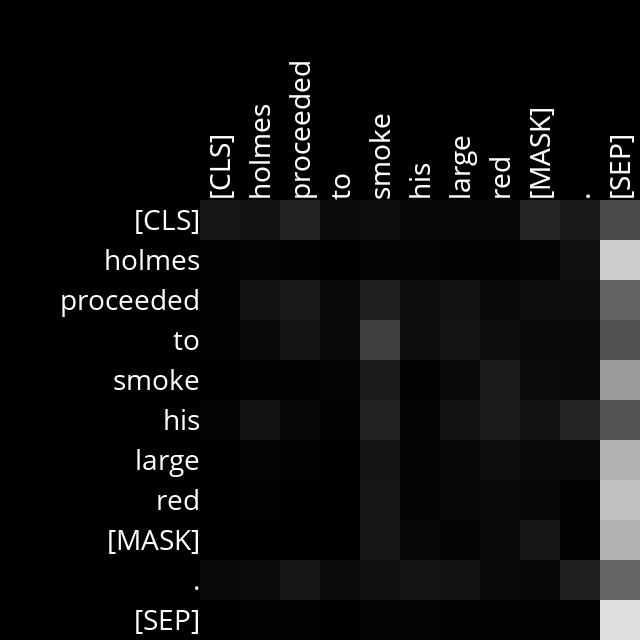 [CLS]
holmes
proceeded
to
smoke
his
large
red
[MASK]
.
[SEP]
[CLS]
holmes
proceeded
to
smoke
his
large
red
[MASK]
.
[SEP]